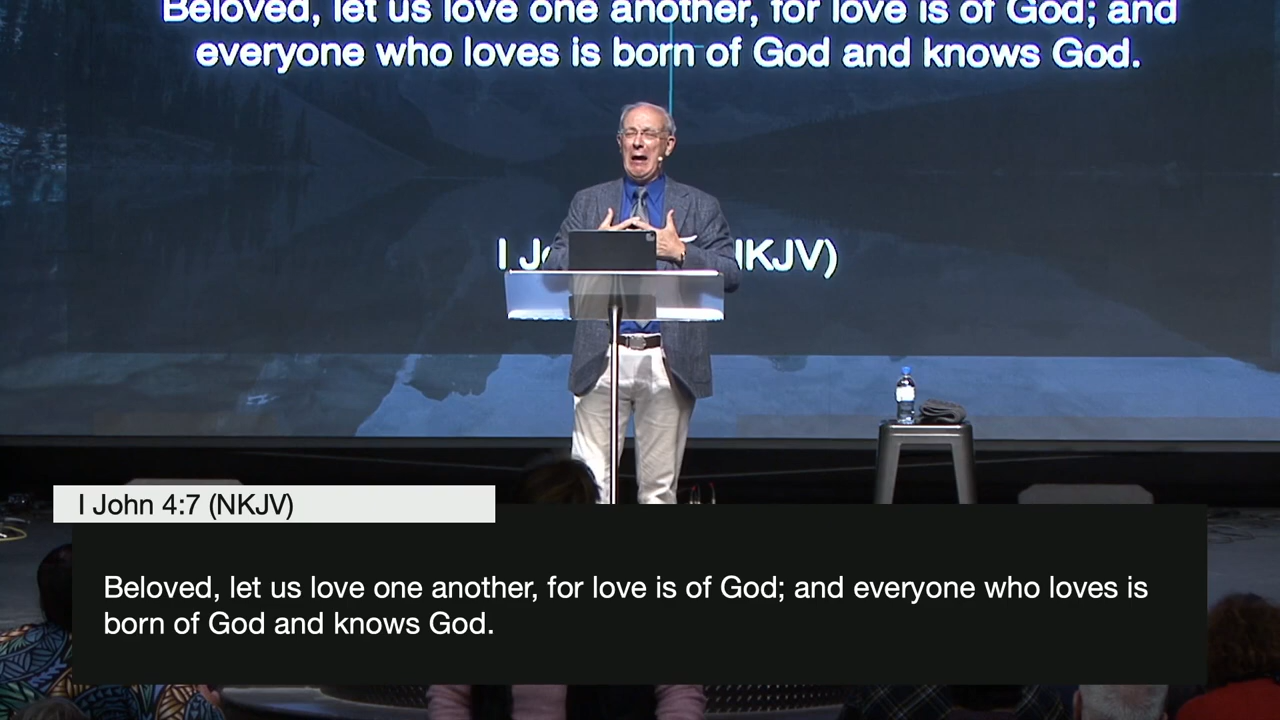 Beloved, let us love one another, for love is of God; and
everyone who loves is born of God and knows God.
I Jo NKJV)
I John 4:7 (NKJV)
Beloved, let us love one another, for love is of God; and everyone who loves is
born of God and knows God.